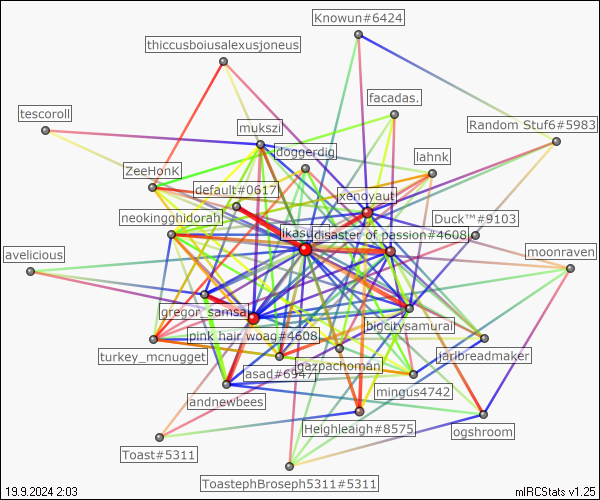 Knowun#6424
thiccusboiusalexusjoneus
facadas.
tescoroll
mukszi
Random Stuf6#5983
doggerdig
lahnk
ZeeHonK
default#0617
xenoyaut
neokingghidorah
Duck™#9103
disaster of passion#4608
avelicious
moonraven
gregor_samsa
bigcitysamurai
pink hair woag#4608
turkey_mcnugget
jarlbreadmaker
gazpachoman
asad#6947
mingus4742
andnewbees
Heighleaigh#8575
ogshroom
Toast#5311
ToastephBroseph5311#5311
19.9.2024 2:03
mIRCStats v1.25